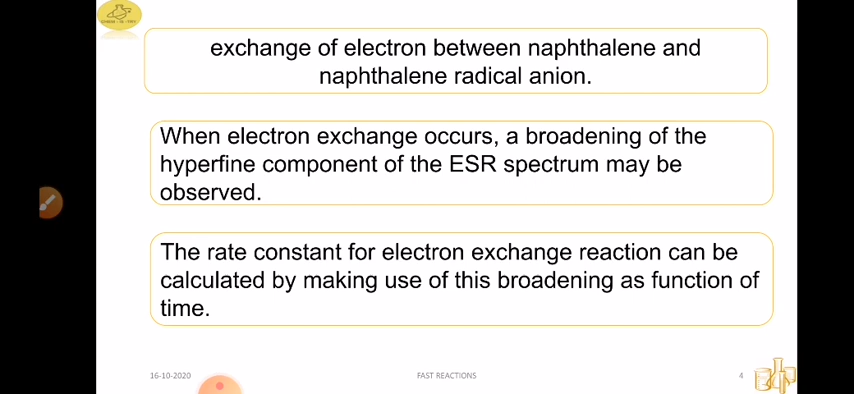 exchange of electron between naphthalene and
naphthalene radical anion.
When electron exchange occurs, a broadening of the
hyperfine component of the ESR spectrum may be
observed.
The rate constant for electron exchange reaction can be
calculated by making use of this broadening as function of
time.
16-10-2020
FAST REACTIONS
4